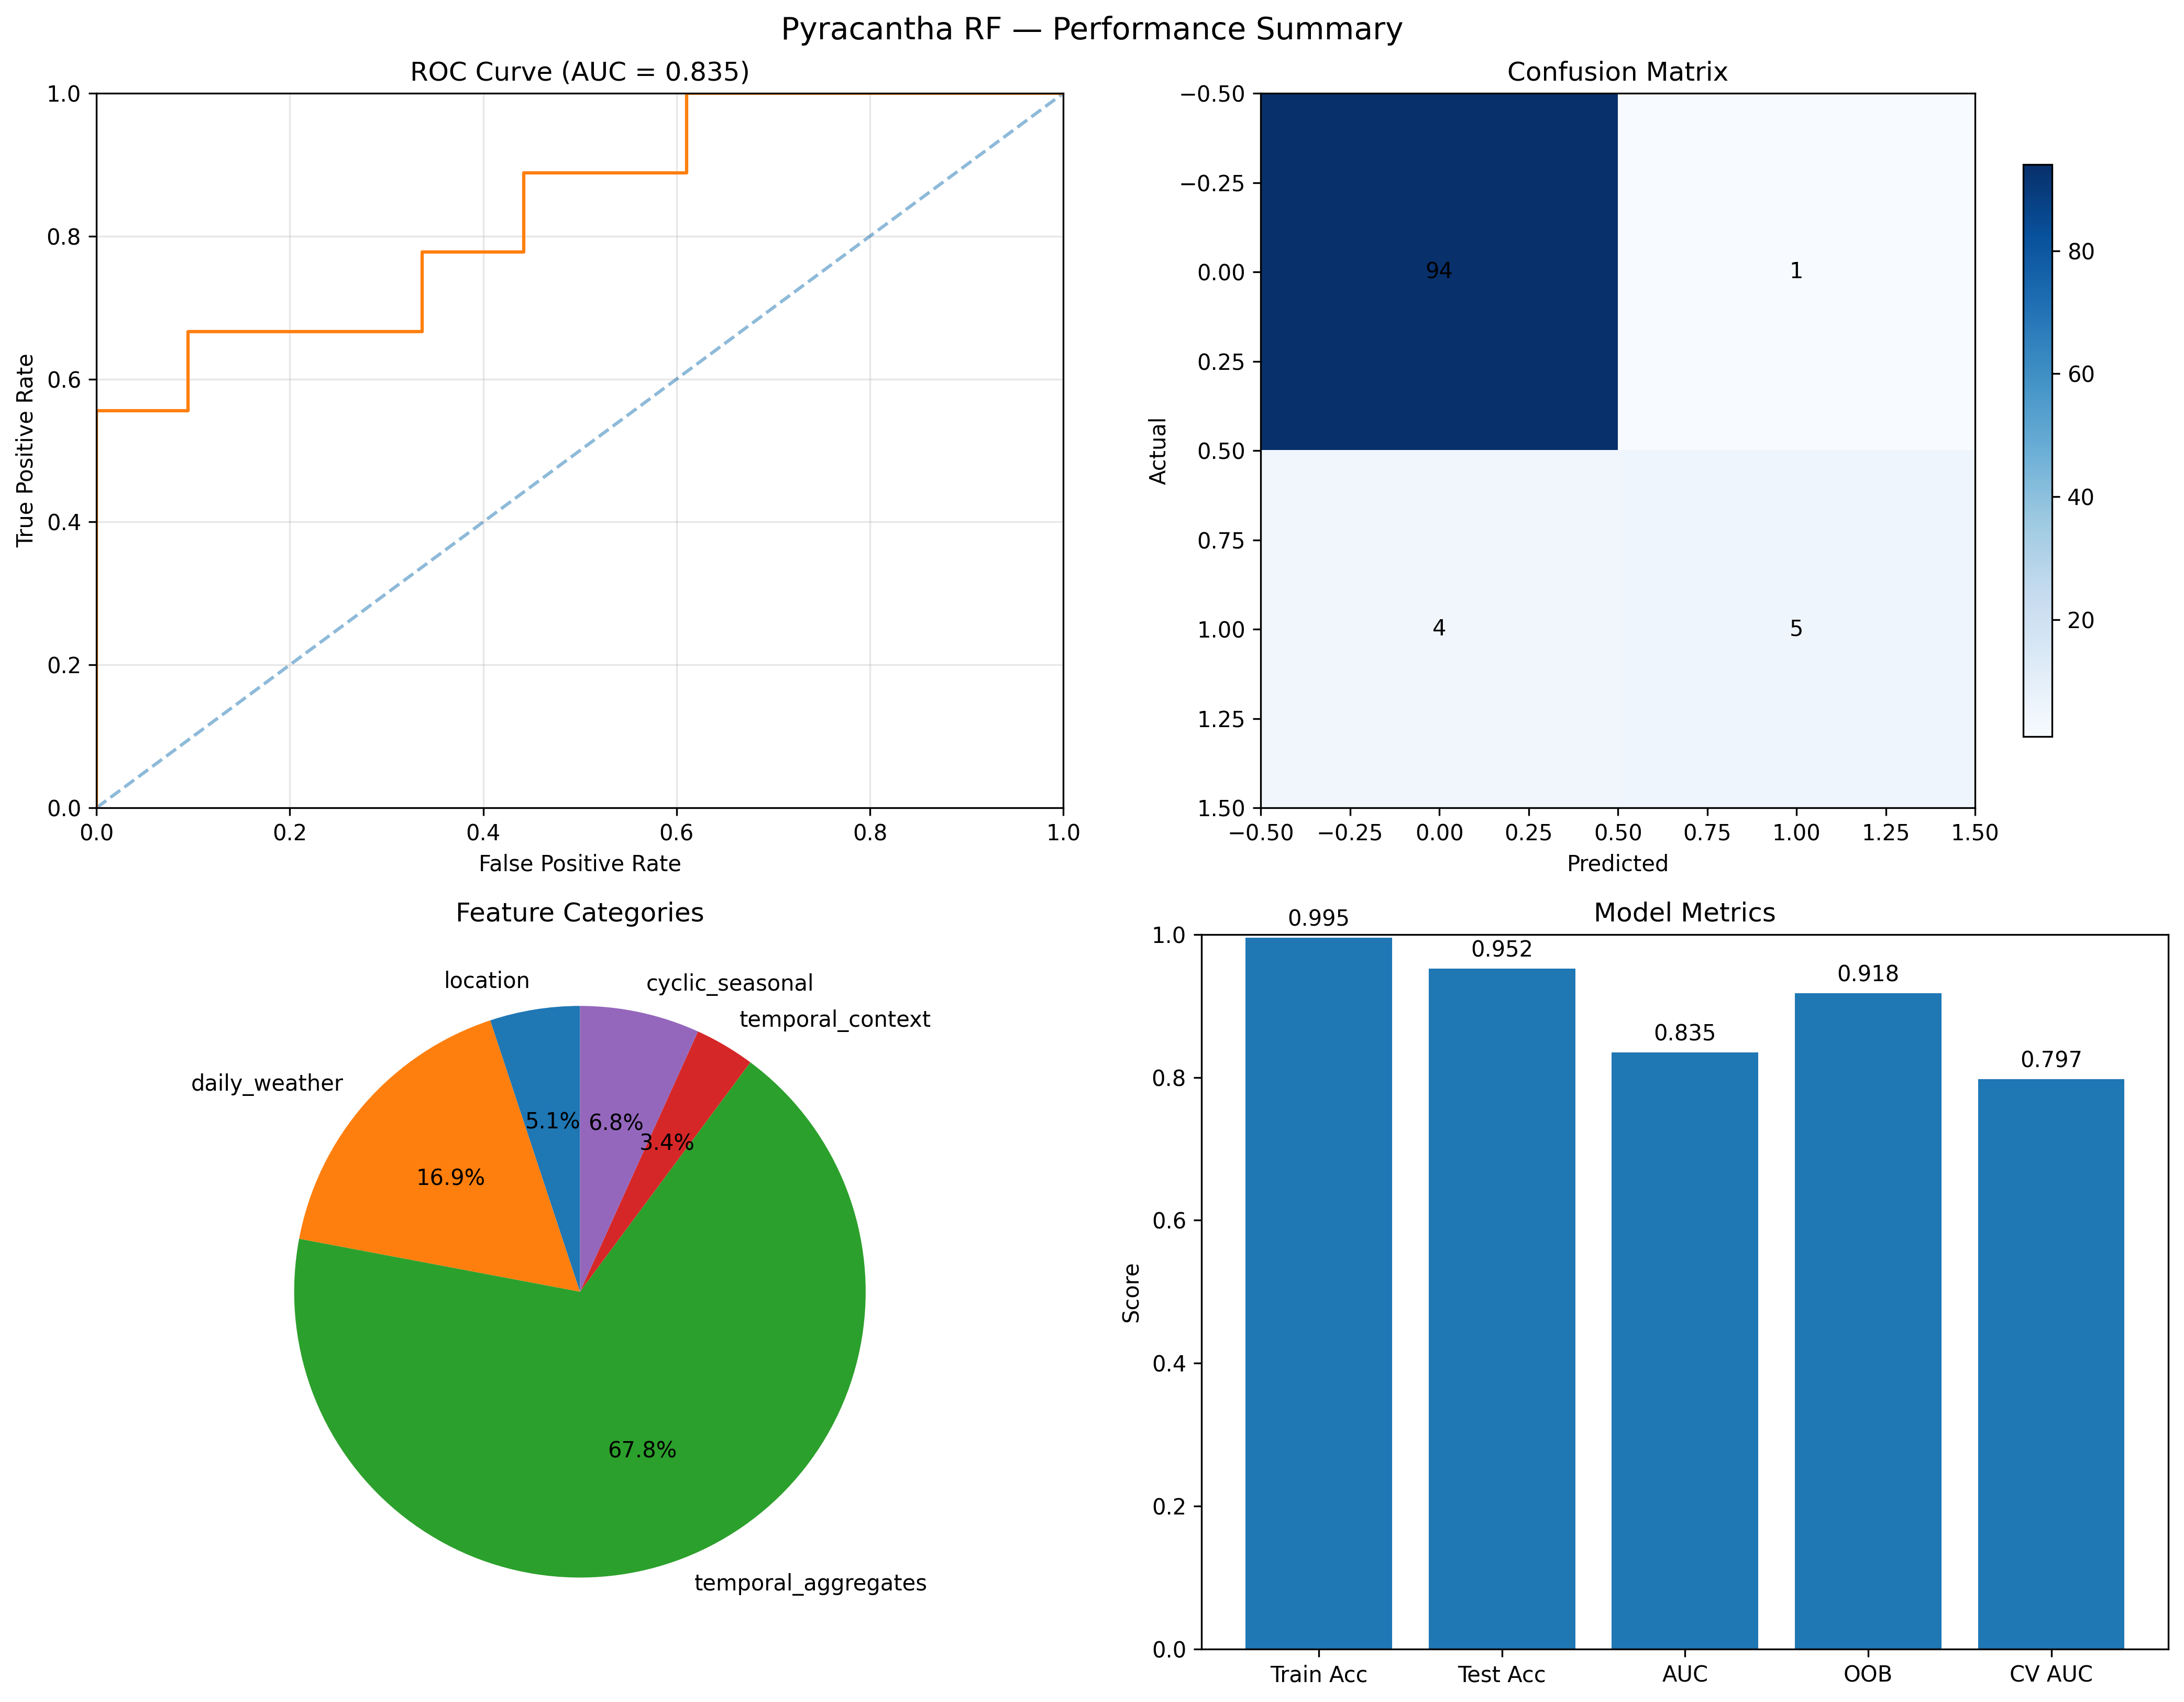 Pyracantha RF — Performance Summary
ROC Curve (AUC = 0.835)
1.0
0.8
0.6
0.4
0.2
0.0
True Positive Rate
0.0 0.2 0.4 0.6 0.8 1.0
False Positive Rate
Confusion Matrix
−0.50
−0.25
0.00
0.25
0.50
0.75
1.00
1.25
1.50
Actual
94 1
4 5
−0.50 −0.25 0.00 0.25 0.50 0.75 1.00 1.25 1.50
Predicted
80
60
40
20
Feature Categories
location
cyclic_seasonal
temporal_context
daily_weather
5.1%
6.8%
3.4%
16.9%
67.8%
temporal_aggregates
Model Metrics
1.0
0.8
0.6
0.4
0.2
0.0
Score
0.995
0.952
0.835
0.918
0.797
Train Acc Test Acc AUC OOB CV AUC